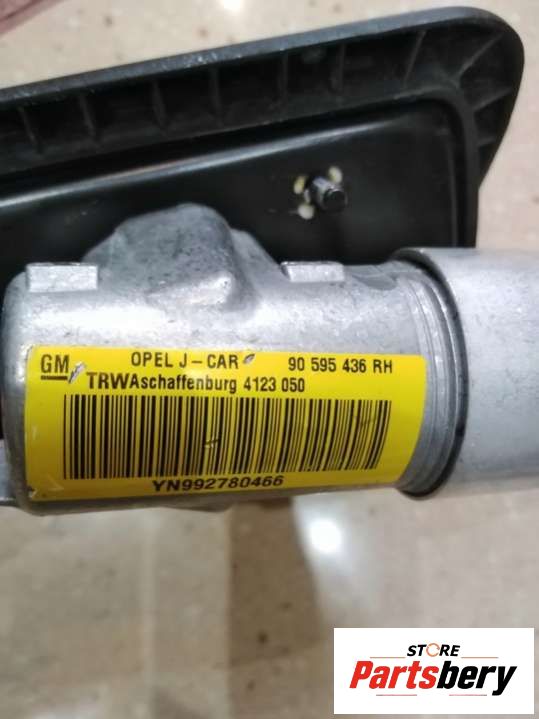 GM OPEL J-CAR 90 595 436 RH
TRWAschaffenburg 4123 050
YN992780466
STORE
Partsbery